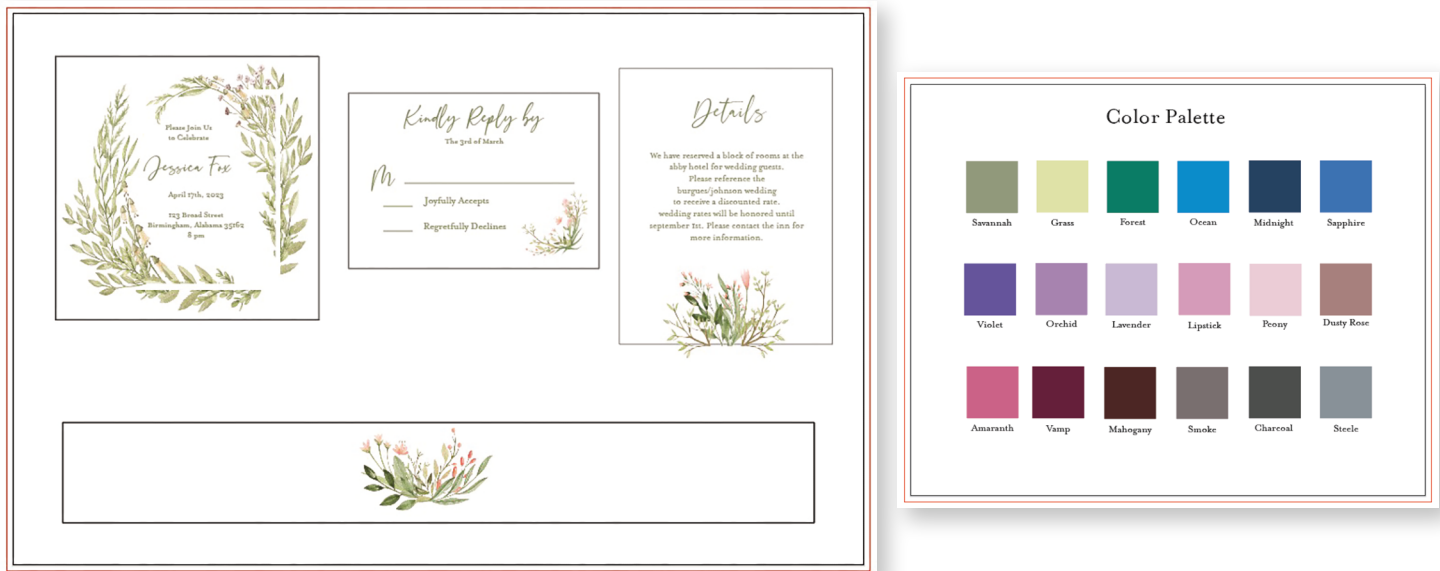 Please Join Us
to Celebrate
Jessica Fox
April 17th, 2023
123 Broad Street
Birmingham, Alabama 35162
8 pm
Kindly Reply by
The 3rd of March
M
Joyfully Accepts
Regretfully Declines
Details
We have reserved a block of rooms at the
abby hotel for wedding guests.
Please reference the
burgues/johnson wedding
to receive a discounted rate.
wedding rates will be honored until
september 1st. Please contact the inn for
more information.
Color Palette
Savannah
Grass
Forest
Ocean
Midnight
Sapphire
Violet
Orchid
Lavender
Lipstick
Peony
Dusty Rose
Amaranth
Vamp
Mahogany
Smoke
Charcoal
Steele